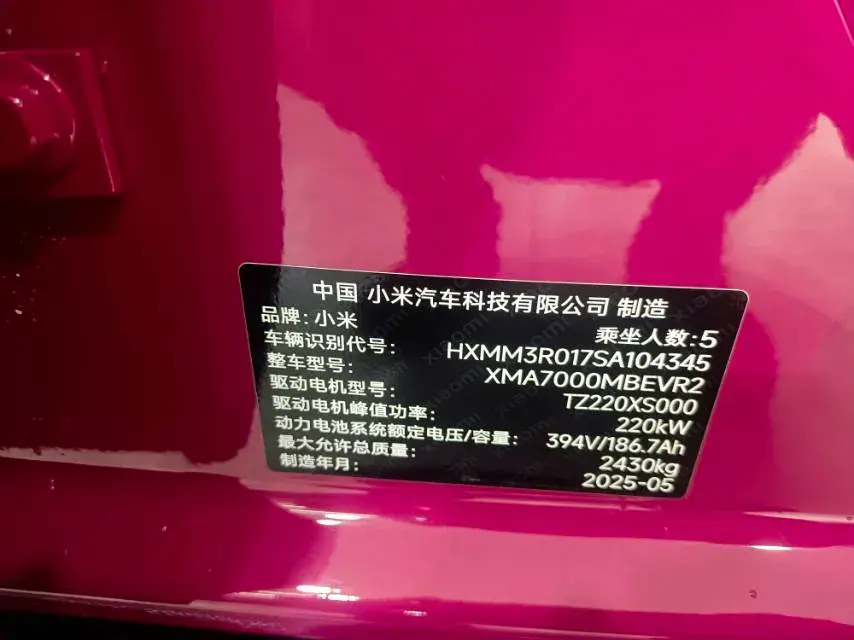 中国 小米汽车科技有限公司 制造
品牌:小米 乘坐人数:5
车辆识别代号: HXMM3R017SA104345
整车型号: XMA7000MBEVR2
驱动电机型号: TZ220XS000
驱动电机峰值功率: 220kW
动力电池系统额定电压/容量: 394V/186.7Ah
最大允许总质量: 2430kg
制造年月: 2025-05